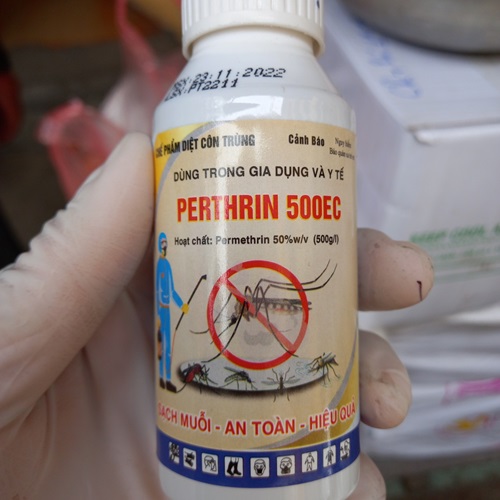 23.11.2022
PT2211
CHẾ PHẨM DIỆT CÔN TRÙNG
Cảnh Báo
DÙNG TRONG GIA DỤNG VÀ Y TẾ
PERTHRIN 500EC
Hoạt chất: Permethrin 50%w/v (500g/l)
SẠCH MUỖI - AN TOÀN - HIỆU QUẢ